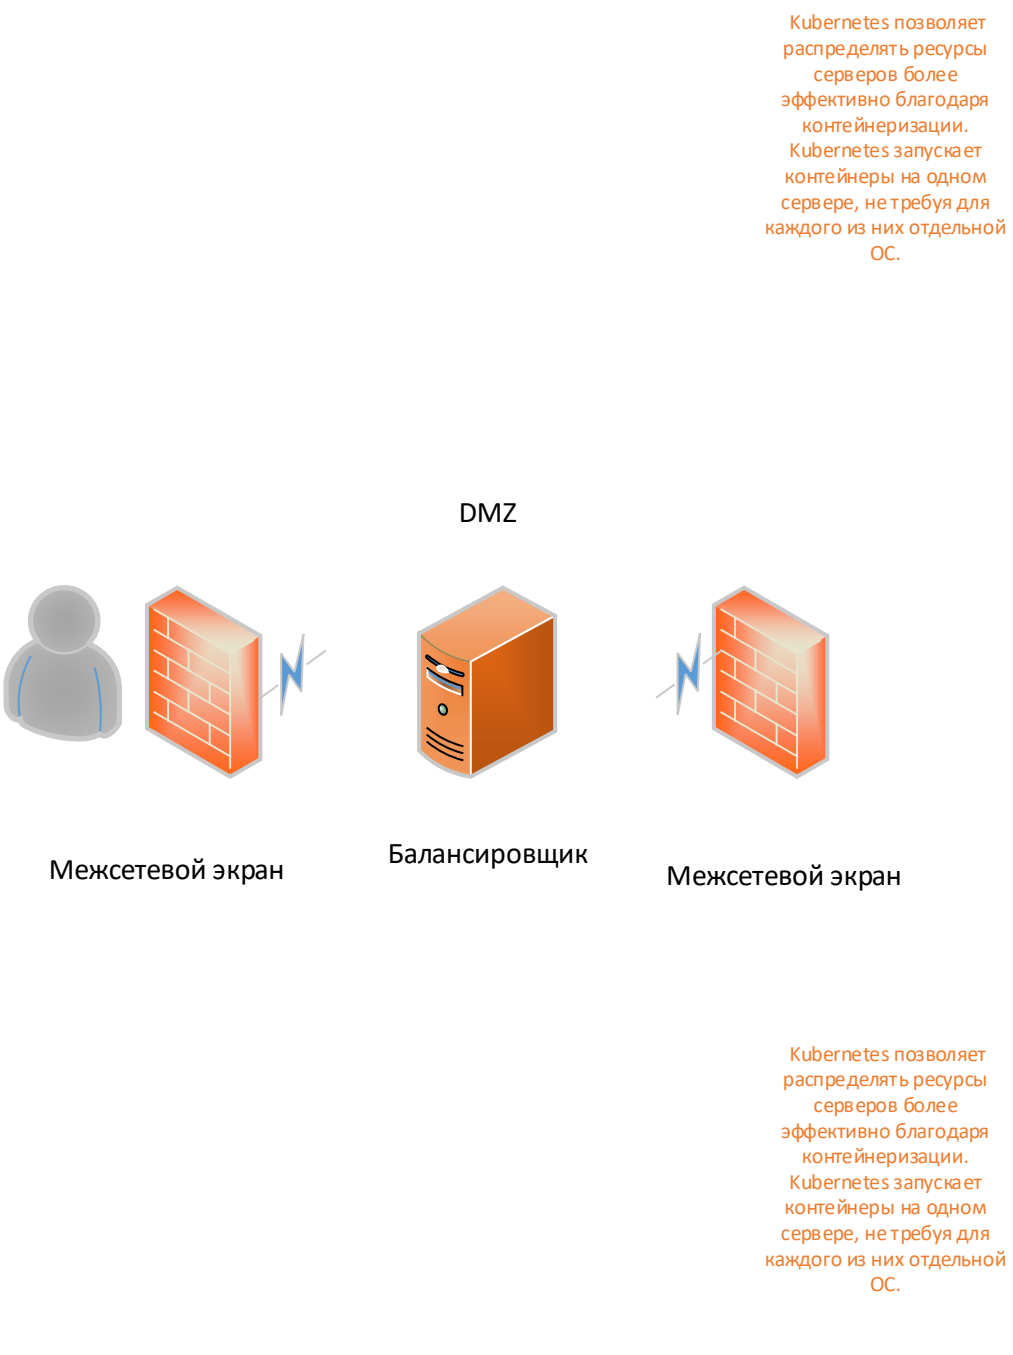 Kubernetes позволяет
распределять ресурсы
серверов более
эффективно благодаря
контейнеризации.
Kubernetes запускает
контейнеры на одном
сервере, не требуя для
каждого из них отдельной
ОС.
DMZ
Межсетевой экран
Балансировщик
Межсетевой экран
Kubernetes позволяет
распределять ресурсы
серверов более
эффективно благодаря
контейнеризации.
Kubernetes запускает
контейнеры на одном
сервере, не требуя для
каждого из них отдельной
ОС.